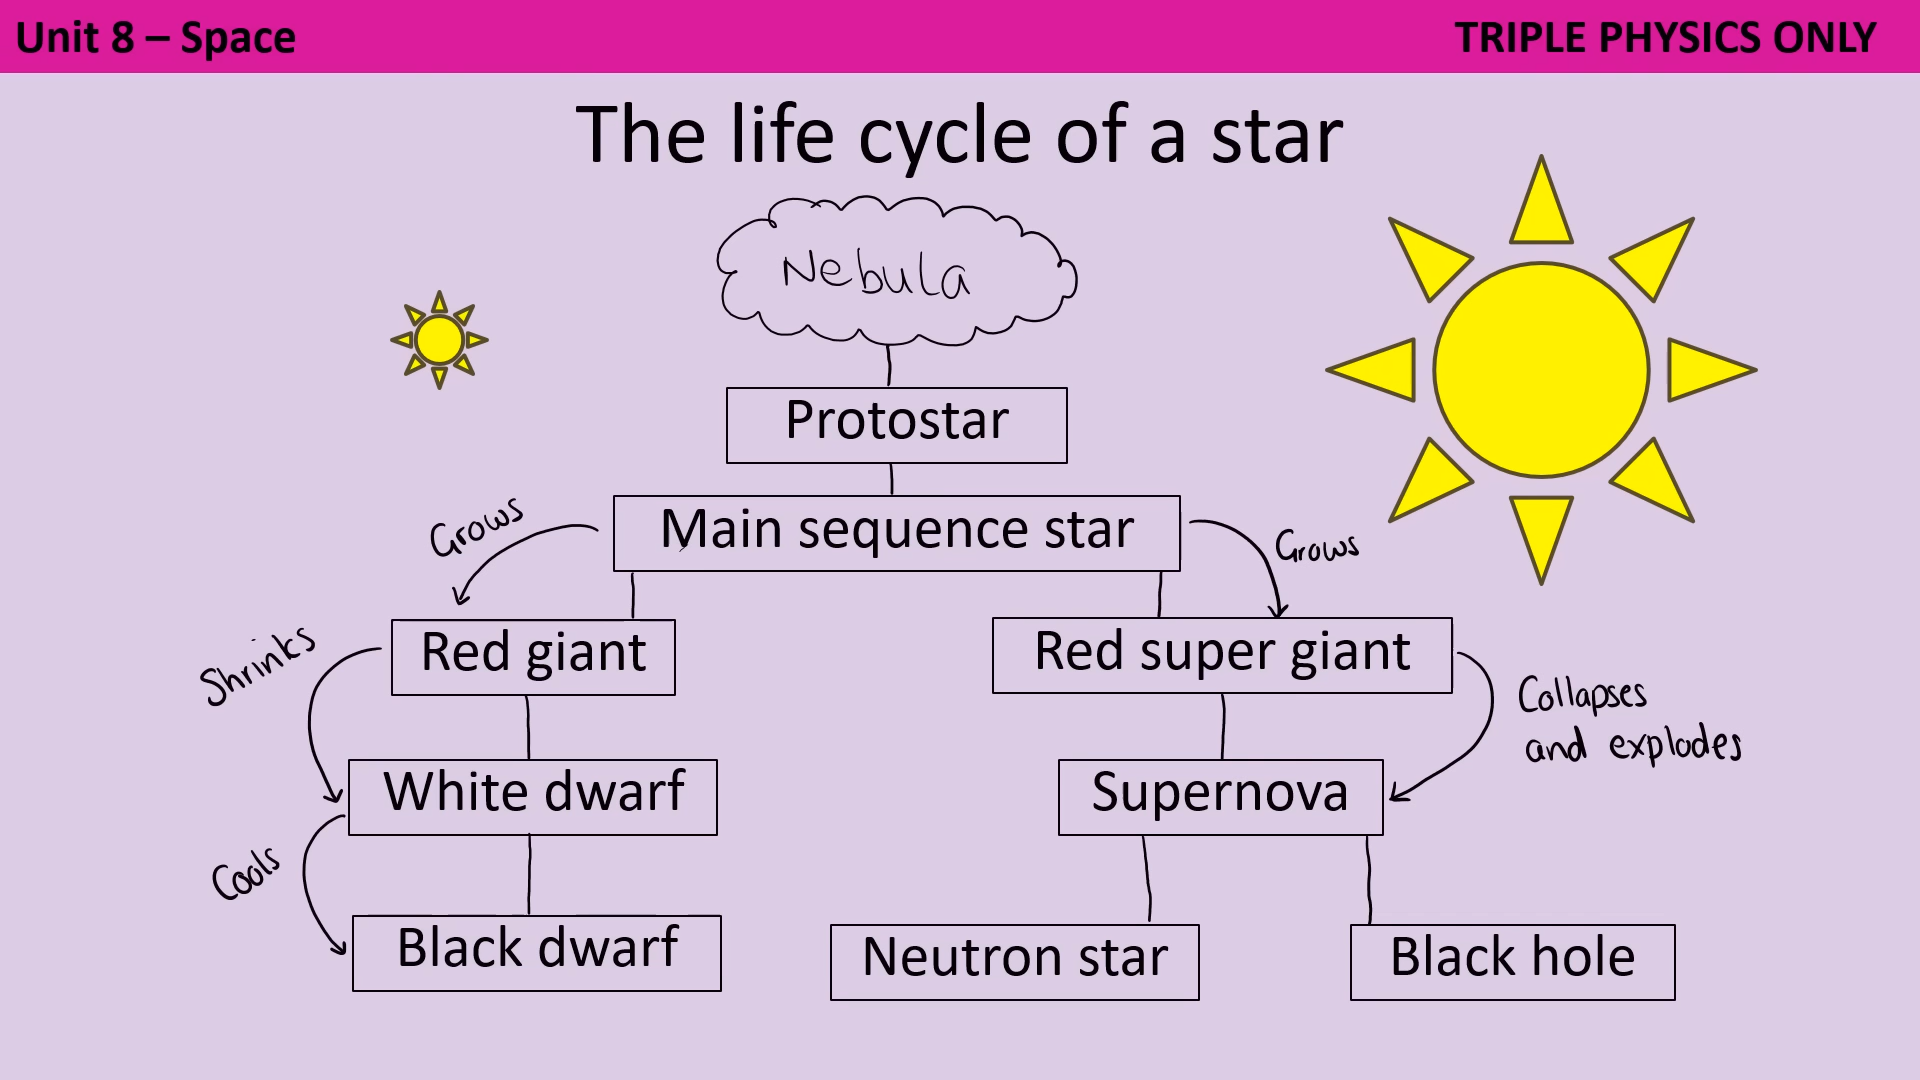 Unit 8 – Space
TRIPLE PHYSICS ONLY
The life cycle of a star
Nebula
Protostar
Main sequence star
Grows
Grows
Red giant
Red super giant
Shrinks
Collapses
and explodes
White dwarf
Supernova
Cools
Black dwarf
Neutron star
Black hole